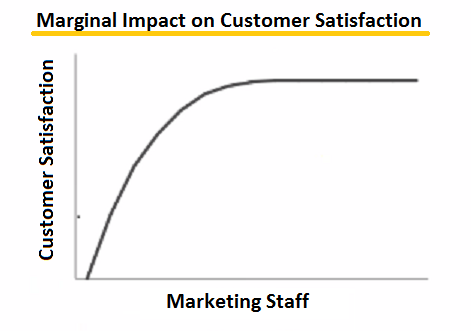 Marginal Impact on Customer Satisfaction
Customer Satisfaction
Marketing Staff